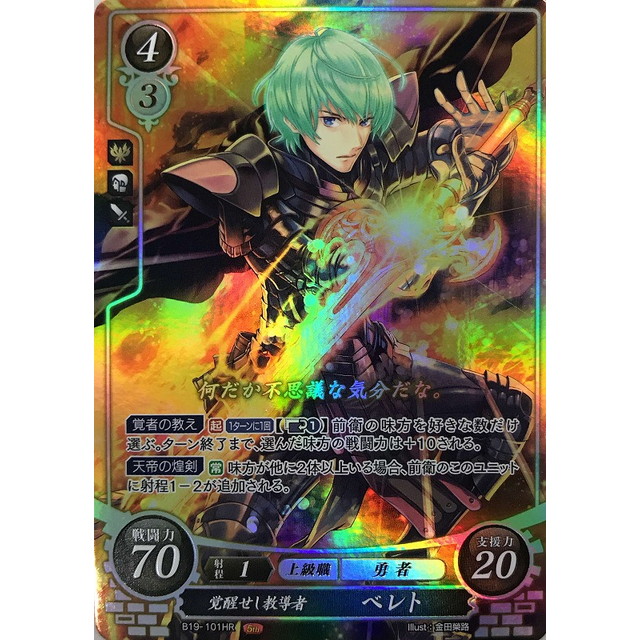 4
3
何だか不思議な気分だな。
覚者の教え 起 1ターンに1回 【1】前衛の味方を好きな数だけ
選ぶ。ターン終了まで、選んだ味方の戦闘力は+10される。
天帝の煌剣 常 味方が他に2体以上いる場合、前衛のこのユニット
に射程1-2が追加される。
戦闘力
70
射程 1 上級職 勇者
支援力
20
覚醒せし教導者 ベレト
B19-101HR 5th Illust:金田榮路